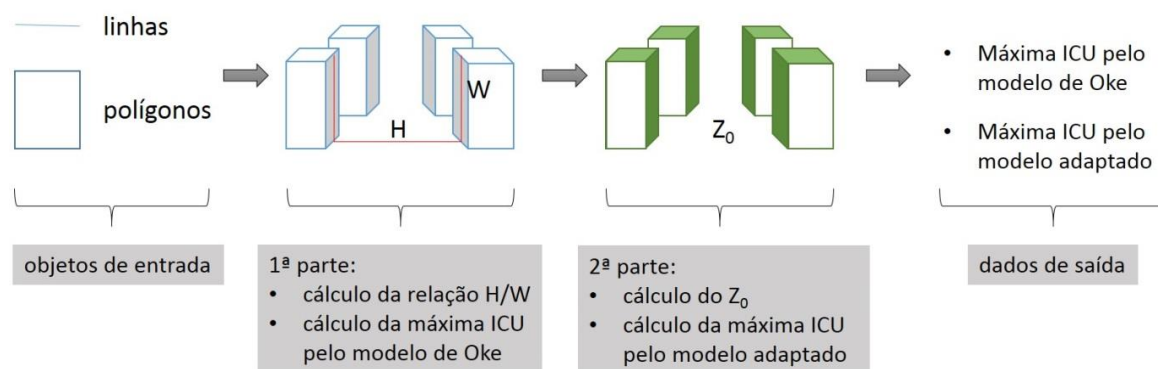 linhas
polígonos
W
H
Z₀
• Máxima ICU pelo
modelo de Oke
• Máxima ICU pelo
modelo adaptado
objetos de entrada
1ª parte:
• cálculo da relação H/W
• cálculo da máxima ICU
pelo modelo de Oke
2ª parte:
• cálculo do Z₀
• cálculo da máxima ICU
pelo modelo adaptado
dados de saída